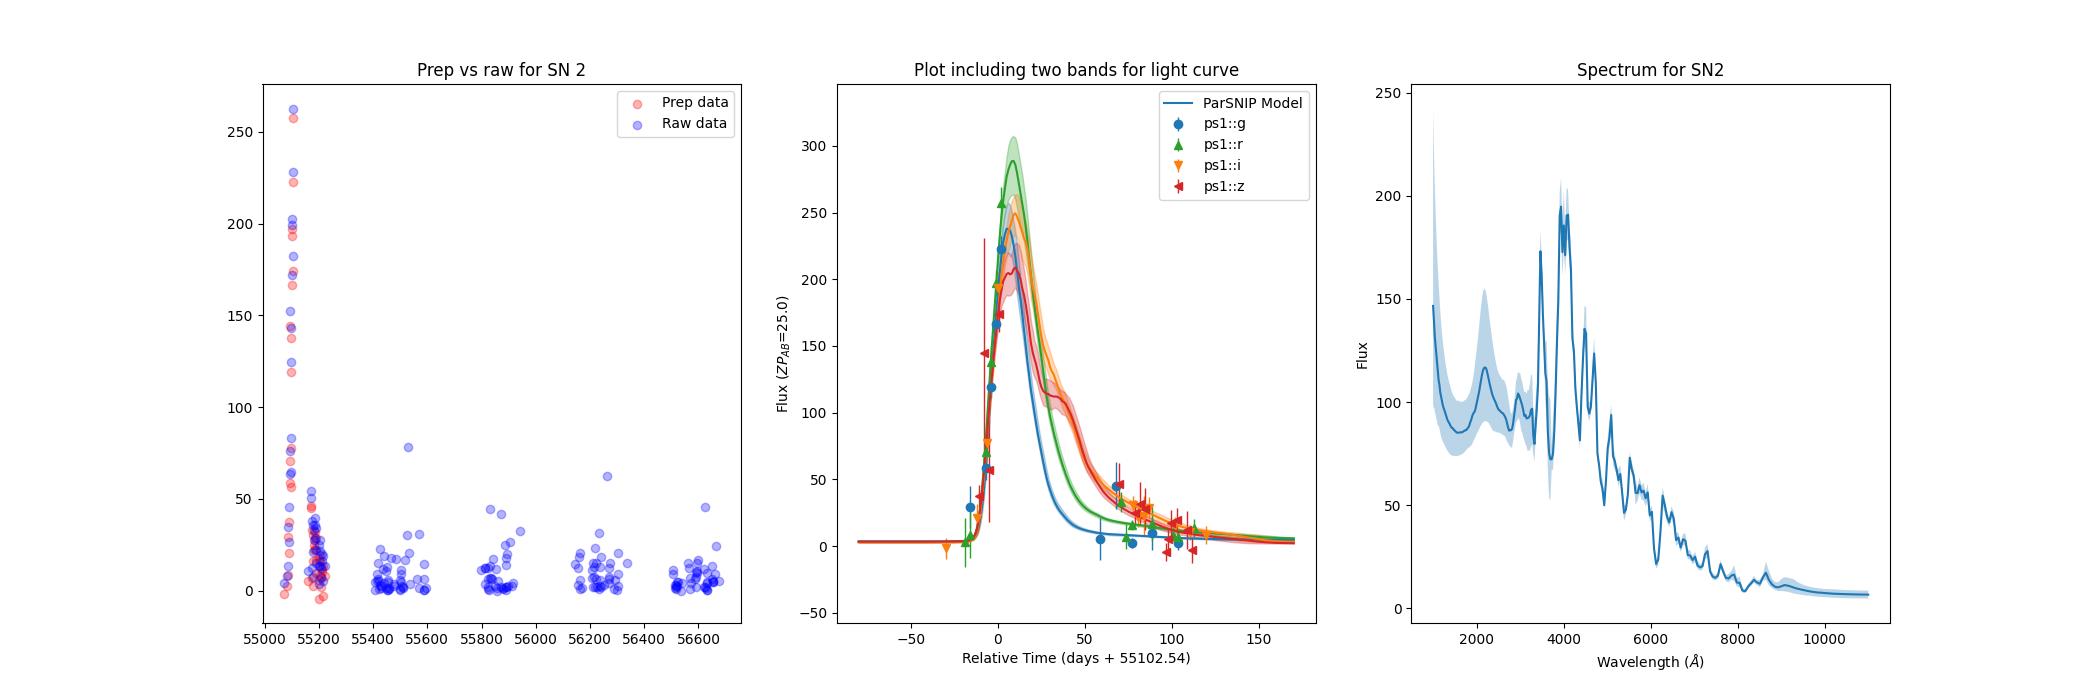 Prep vs raw for SN 2
Prep data
Raw data
250
200
150
100
50
0
55000 55200 55400 55600 55800 56000 56200 56400 56600
Plot including two bands for light curve
ParSNIP Model
ps1::g
ps1::r
ps1::i
ps1::z
Flux (ZP_AB=25.0)
300
250
200
150
100
50
0
−50
−50 0 50 100 150
Relative Time (days + 55102.54)
Spectrum for SN2
Flux
250
200
150
100
50
0
2000 4000 6000 8000 10000
Wavelength (Å)